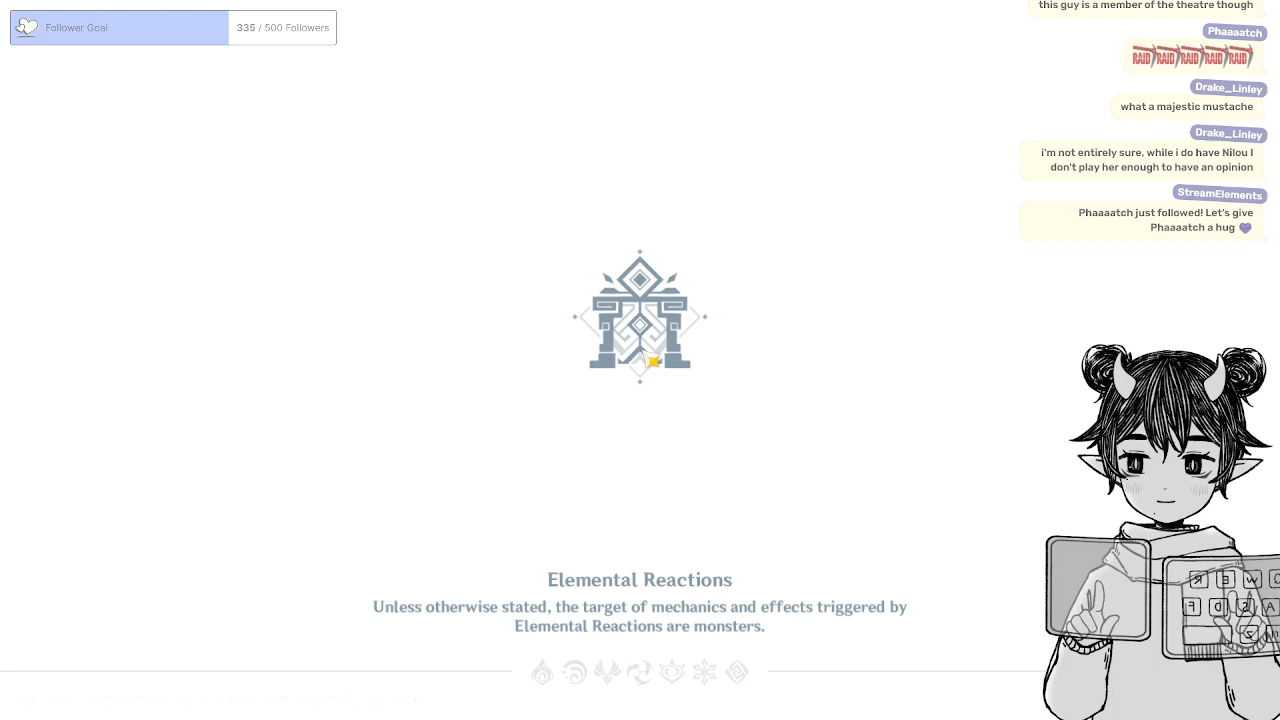 Follower Goal
335 / 500 Followers
this guy is a member of the theatre though
Phaaaatch
RAID RAID RAID RAID RAID
Drake_Linley
what a majestic mustache
Drake_Linley
i'm not entirely sure, while i do have Nilou I
don't play her enough to have an opinion
StreamElements
Phaaaatch just followed! Let's give
Phaaaatch a hug 💜
Elemental Reactions
Unless otherwise stated, the target of mechanics and effects triggered by
Elemental Reactions are monsters.
R E W
F D S A
Z